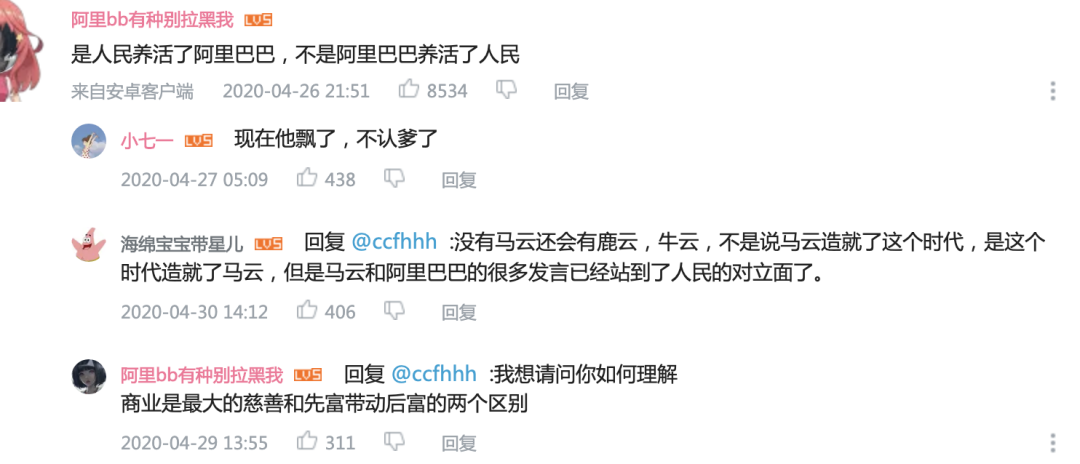 阿里bb有种别拉黑我 LV5
是人民养活了阿里巴巴，不是阿里巴巴养活了人民
来自安卓客户端 2020-04-26 21:51 8534 回复
小七一 LV5 现在他飘了，不认爹了
2020-04-27 05:09 438 回复
海绵宝宝带星儿 LV5 回复 @ccfhhh :没有马云还会有鹿云，牛云，不是说马云造就了这个时代，是这个
时代造就了马云，但是马云和阿里巴巴的很多发言已经站到了人民的对立面了。
2020-04-30 14:12 406 回复
阿里bb有种别拉黑我 LV5 回复 @ccfhhh :我想请问你如何理解
商业是最大的慈善和先富带动后富的两个区别
2020-04-29 13:55 311 回复